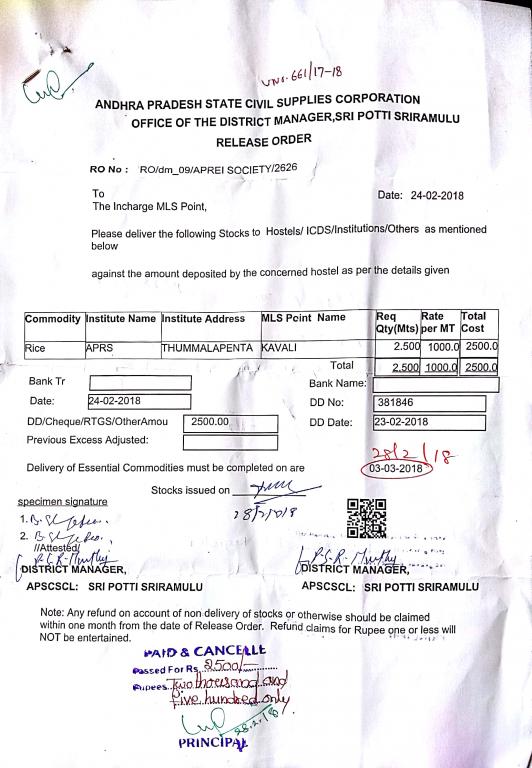 VNo. 661/17-18
ANDHRA PRADESH STATE CIVIL SUPPLIES CORPORATION
OFFICE OF THE DISTRICT MANAGER,SRI POTTI SRIRAMULU
RELEASE ORDER
RO No : RO/dm_09/APREI SOCIETY/2626
To Date: 24-02-2018
The Incharge MLS Point,
Please deliver the following Stocks to Hostels/ ICDS/Institutions/Others as mentioned
below
against the amount deposited by the concerned hostel as per the details given
Commodity Institute Name Institute Address MLS Point Name Req Qty(Mts) Rate per MT Total Cost
Rice APRS THUMMALAPENTA KAVALI 2.500 1000.0 2500.0
Total 2.500 1000.0 2500.0
Bank Tr Bank Name:
Date: 24-02-2018 DD No: 381846
DD/Cheque/RTGS/OtherAmou 2500.00 DD Date: 23-02-2018
Previous Excess Adjusted:
28/2/18
Delivery of Essential Commodities must be completed on are 03-03-2018
Stocks issued on
28/2/2018
specimen signature
1.
2.
//Attested/
DISTRICT MANAGER, DISTRICT MANAGER,
APSCSCL: SRI POTTI SRIRAMULU APSCSCL: SRI POTTI SRIRAMULU
Note: Any refund on account of non delivery of stocks or otherwise should be claimed
within one month from the date of Release Order. Refund claims for Rupee one or less will
NOT be entertained.
PAID & CANCELLE
Passed For Rs. 2500/-
Rupees Two thousand and
five hundred only
28.2.18
PRINCIPAL